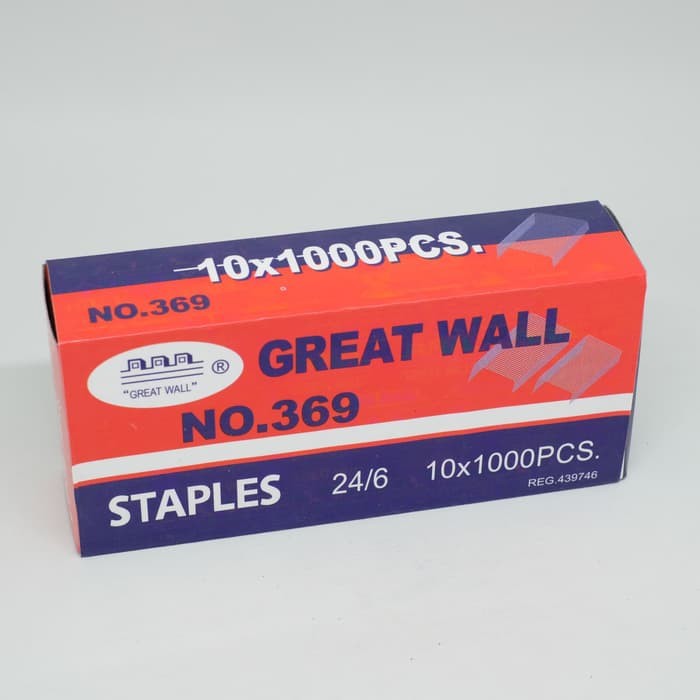 10x1000PCS.
NO.369
GREAT WALL
"GREAT WALL" ®
NO.369
STAPLES 24/6 10x1000PCS.
REG.439746